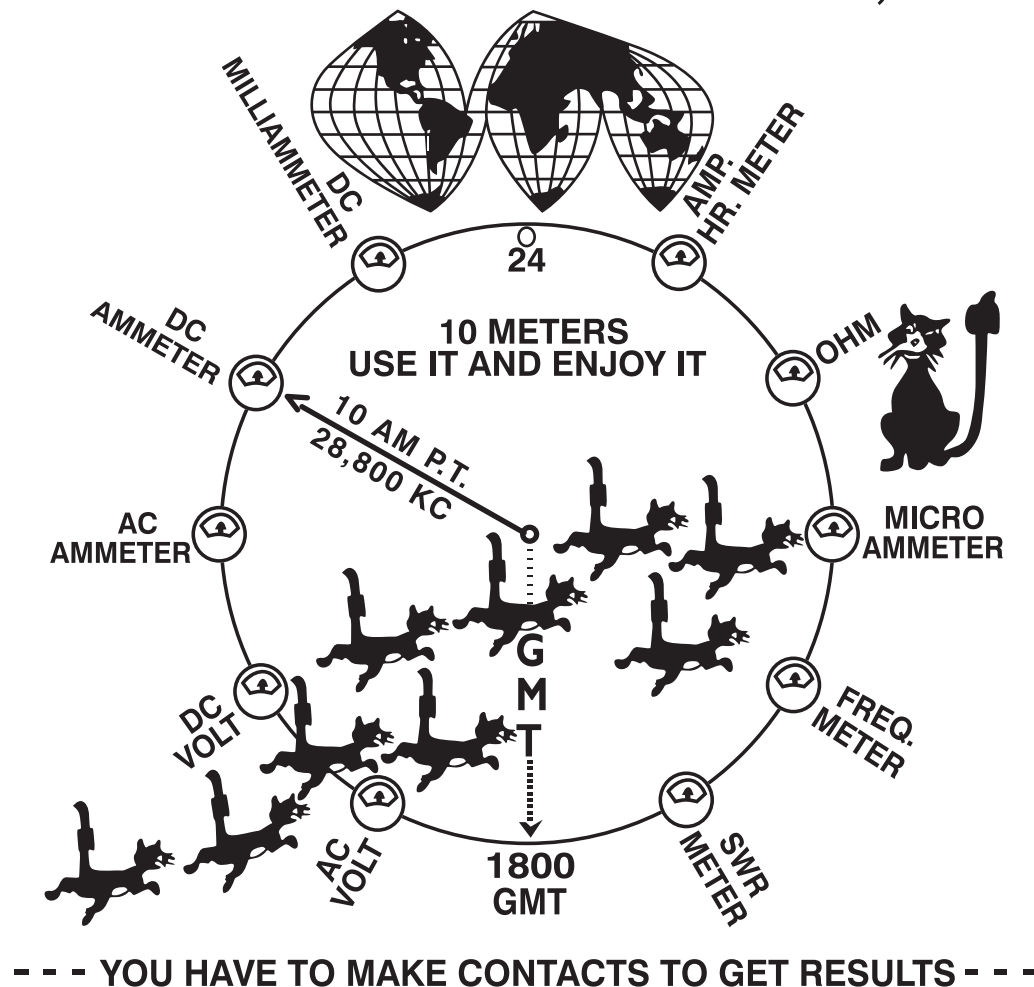 MILLIAMMETER
DC
AMP.
HR. METER
24
DC
AMMETER
10 METERS
USE IT AND ENJOY IT
OHM
10 AM P.T.
28,800 KC
AC
AMMETER
MICRO
AMMETER
GMT
DC
VOLT
FREQ.
METER
AC
VOLT
1800
GMT
SWR
METER
- - - YOU HAVE TO MAKE CONTACTS TO GET RESULTS - - -